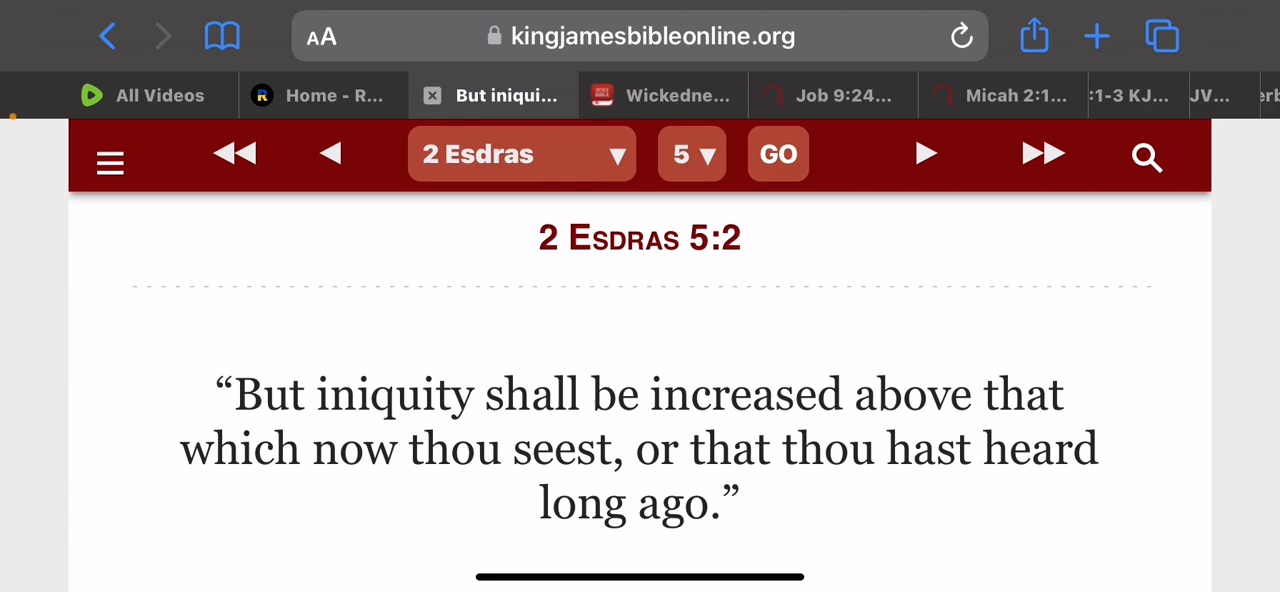 AA kingjamesbibleonline.org
All Videos Home - R... But iniqui... Wickedne... Job 9:24... Micah 2:1... :1-3 KJ... JV... erb
2 Esdras 5 GO
2 Esdras 5:2
“But iniquity shall be increased above that
which now thou seest, or that thou hast heard
long ago.”